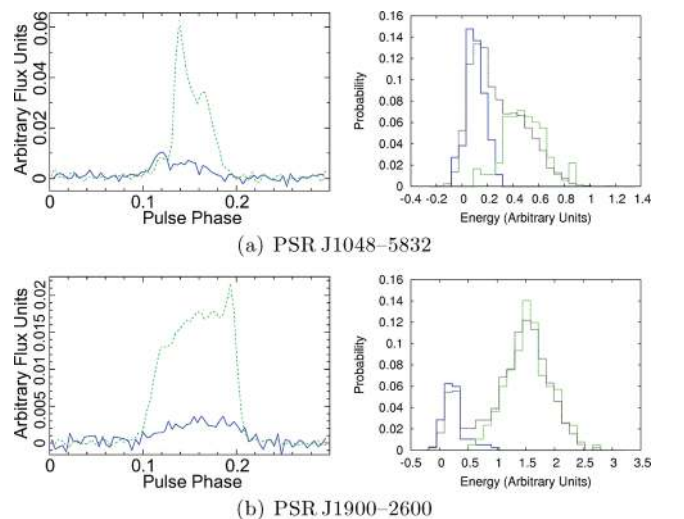 Arbitrary Flux Units
0.06
0.04
0.02
0
0 0.1 0.2
Pulse Phase
Probability
0.16
0.14
0.12
0.1
0.08
0.06
0.04
0.02
0
-0.4 -0.2 0 0.2 0.4 0.6 0.8 1 1.2 1.4
Energy (Arbitrary Units)
(a) PSR J1048–5832
Arbitrary Flux Units
0.02
0.015
0.01
0.005
0
0 0.1 0.2
Pulse Phase
Probability
0.16
0.14
0.12
0.1
0.08
0.06
0.04
0.02
0
-0.5 0 0.5 1 1.5 2 2.5 3 3.5
Energy (Arbitrary Units)
(b) PSR J1900–2600